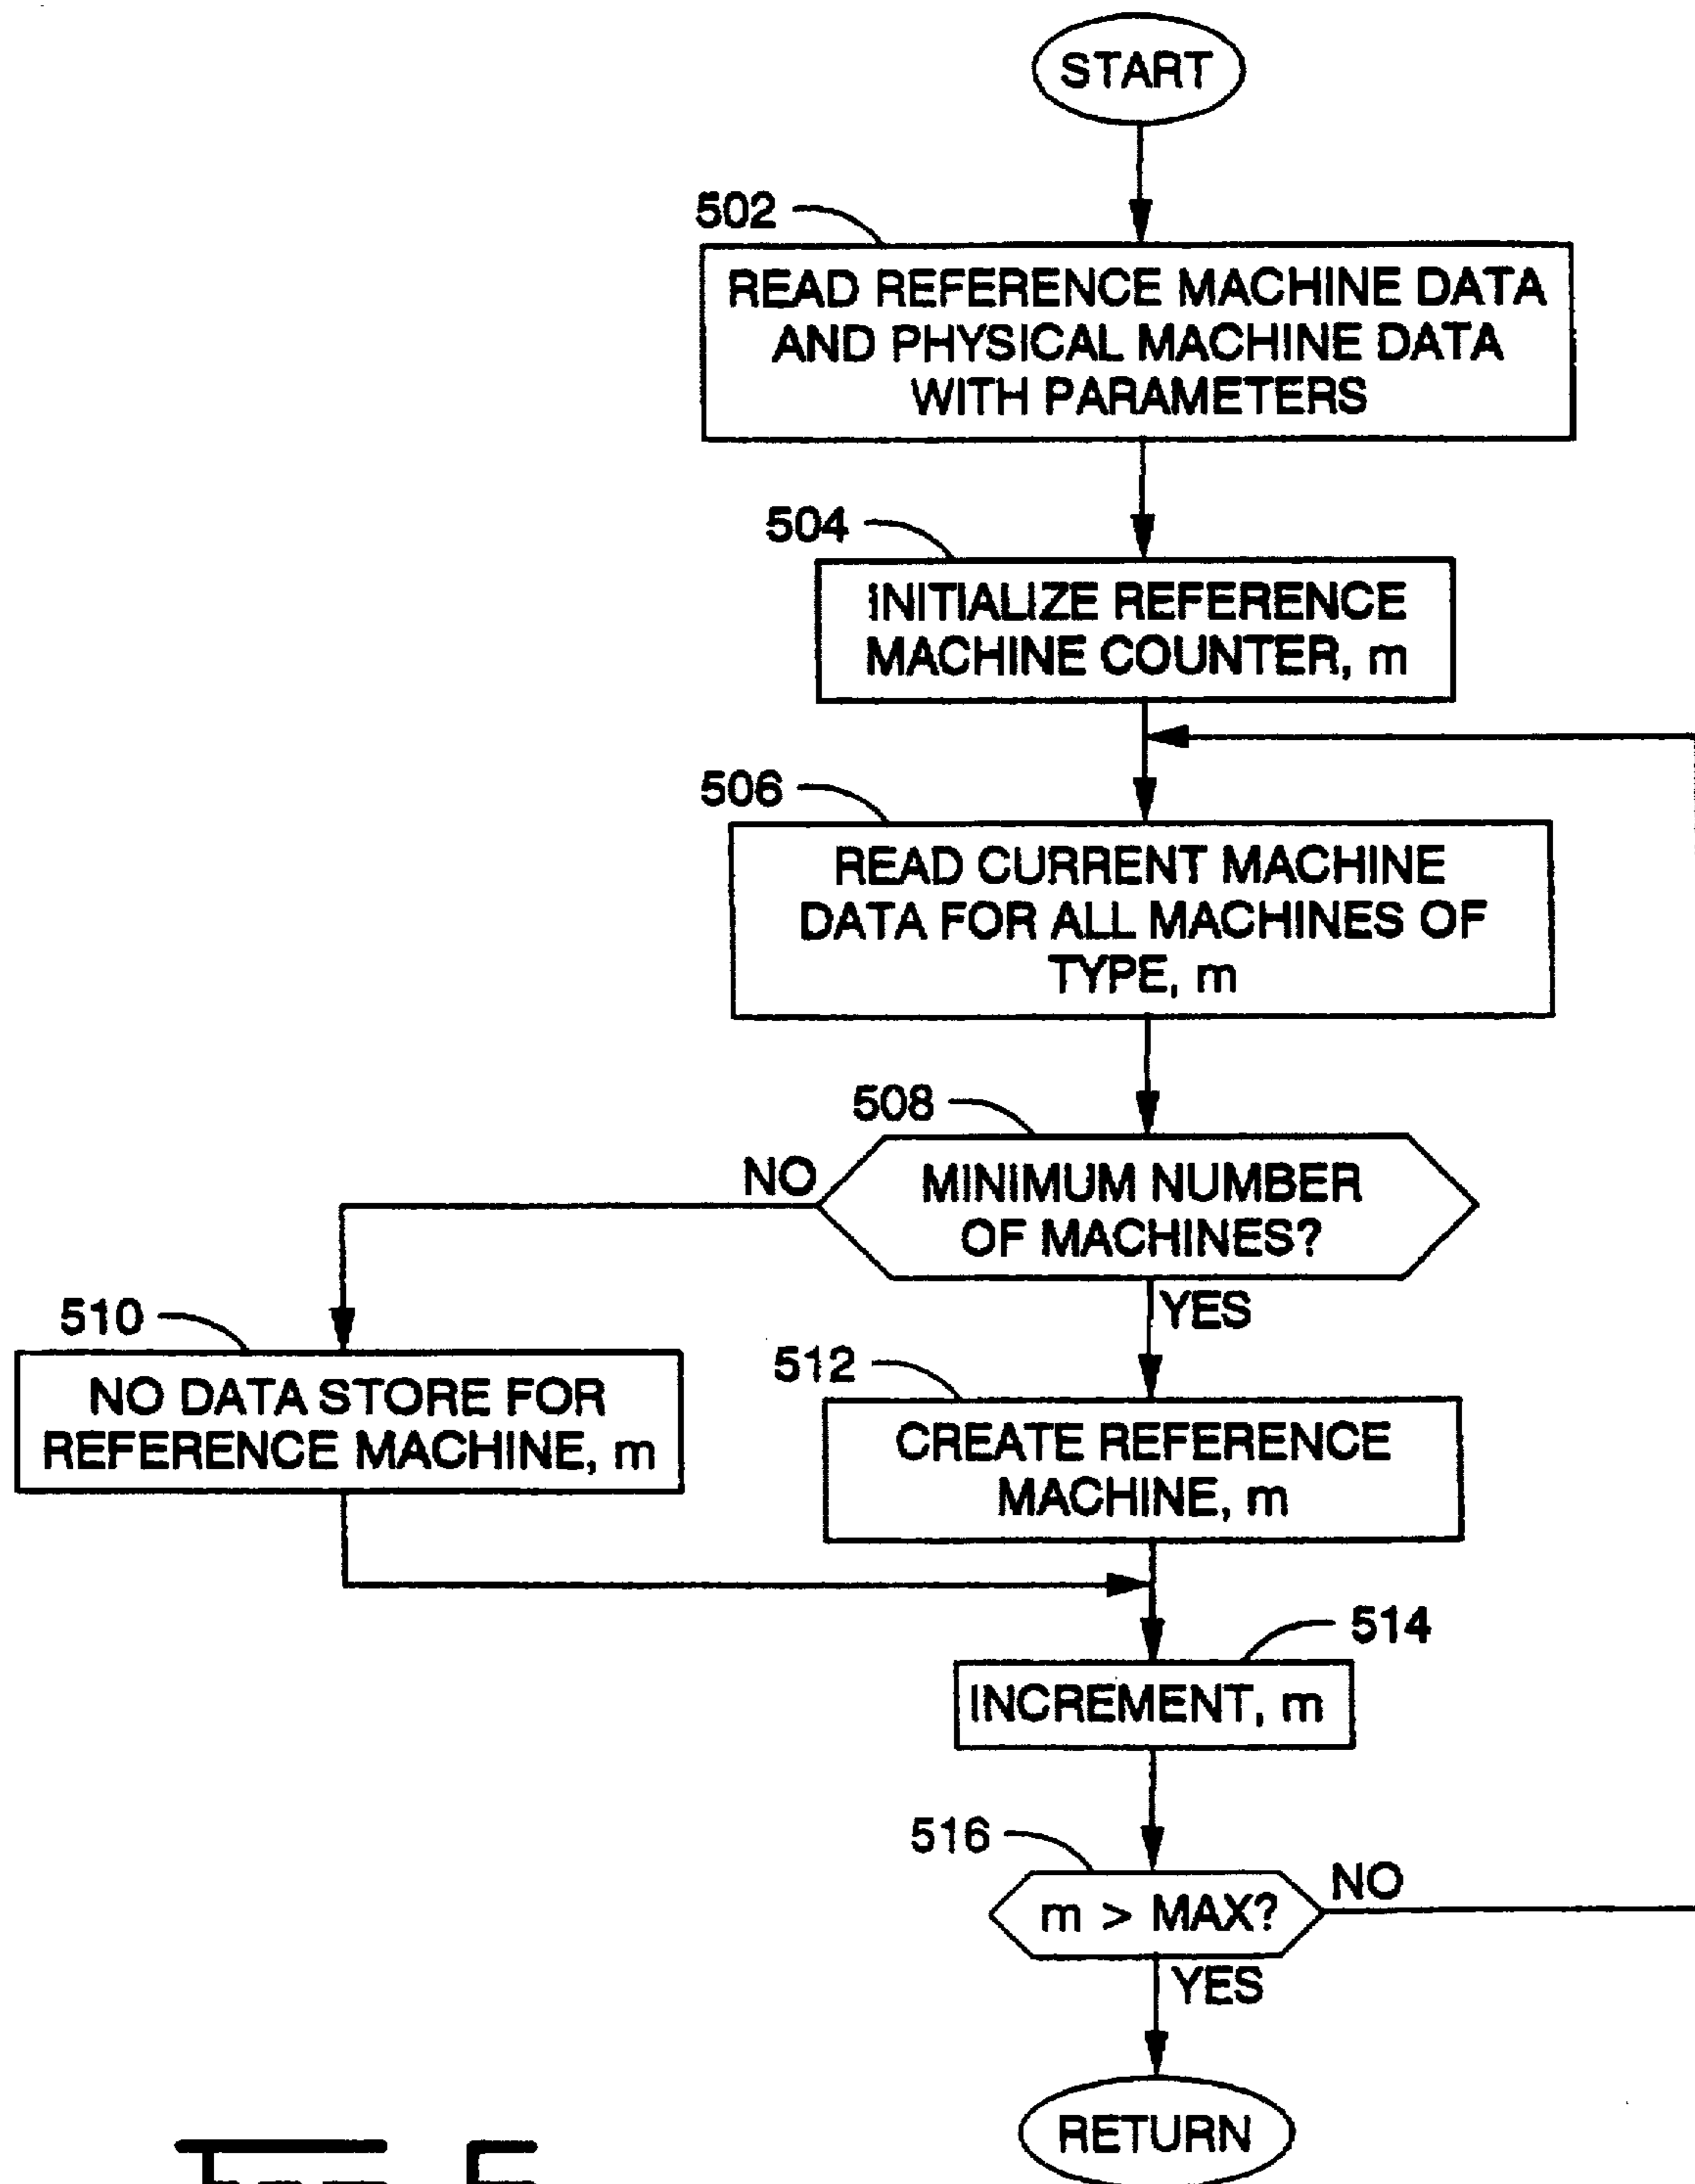 START
502
READ REFERENCE MACHINE DATA
AND PHYSICAL MACHINE DATA
WITH PARAMETERS
504
INITIALIZE REFERENCE
MACHINE COUNTER, m
506
READ CURRENT MACHINE
DATA FOR ALL MACHINES OF
TYPE, m
508
NO
MINIMUM NUMBER
OF MACHINES?
YES
510
NO DATA STORE FOR
REFERENCE MACHINE, m
512
CREATE REFERENCE
MACHINE, m
514
INCREMENT, m
516
m > MAX?
NO
YES
RETURN